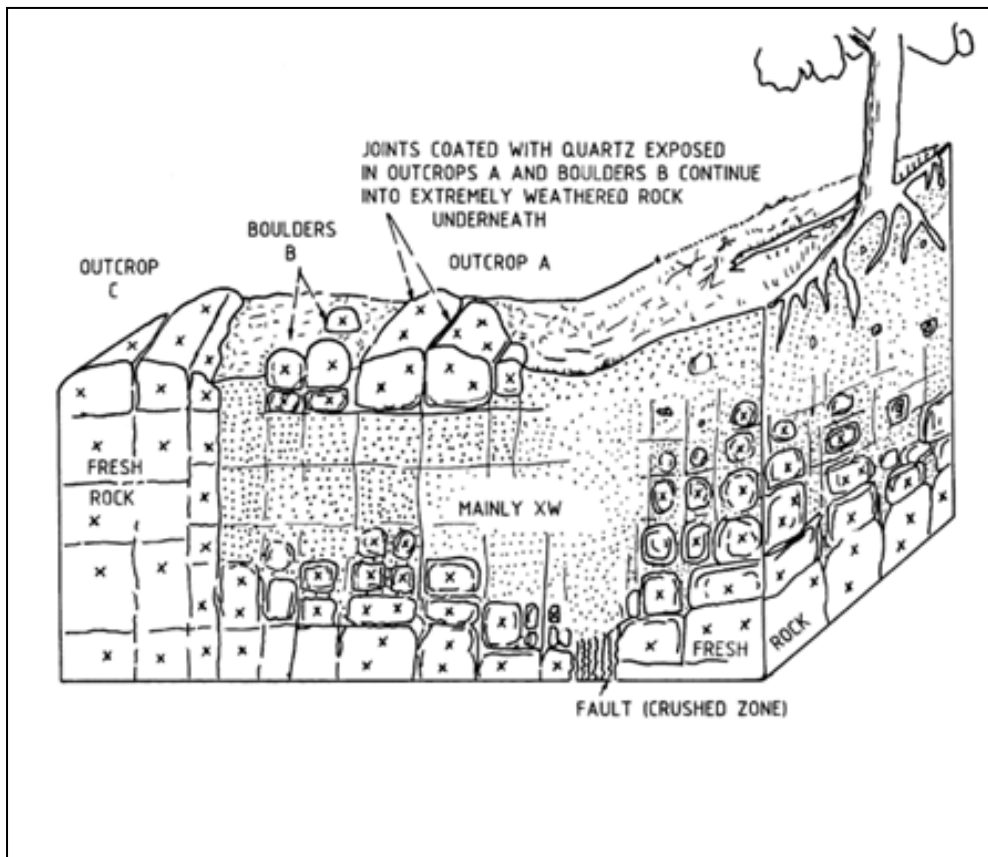 JOINTS COATED WITH QUARTZ EXPOSED
IN OUTCROPS A AND BOULDERS B CONTINUE
INTO EXTREMELY WEATHERED ROCK
UNDERNEATH
BOULDERS
B
OUTCROP A
OUTCROP
C
FRESH
ROCK
MAINLY XW
FRESH
ROCK
FAULT (CRUSHED ZONE)